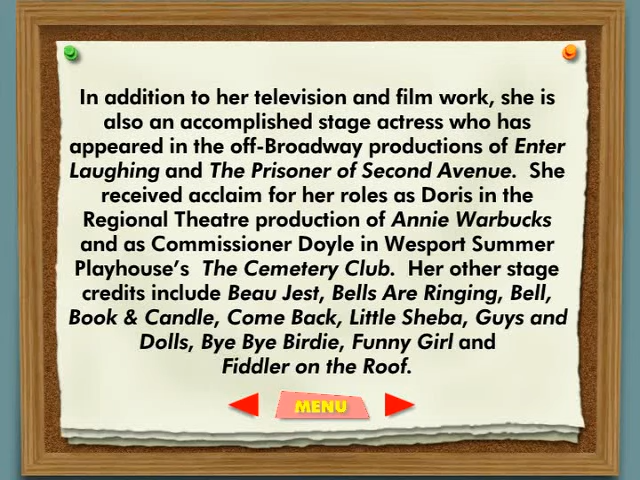 In addition to her television and film work, she is
also an accomplished stage actress who has
appeared in the off-Broadway productions of Enter
Laughing and The Prisoner of Second Avenue. She
received acclaim for her roles as Doris in the
Regional Theatre production of Annie Warbucks
and as Commissioner Doyle in Wesport Summer
Playhouse's The Cemetery Club. Her other stage
credits include Beau Jest, Bells Are Ringing, Bell,
Book & Candle, Come Back, Little Sheba, Guys and
Dolls, Bye Bye Birdie, Funny Girl and
Fiddler on the Roof.
MENU